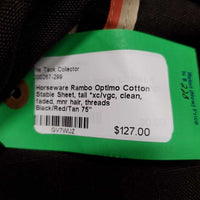 The Tack Collector
Horseware Rambo Optimo Cotton
Stable Sheet, tail *xc/vgc, clean,
faded, mnr hair, threads
Black/Red/Tan 75"
GV7WUZ
$127.00